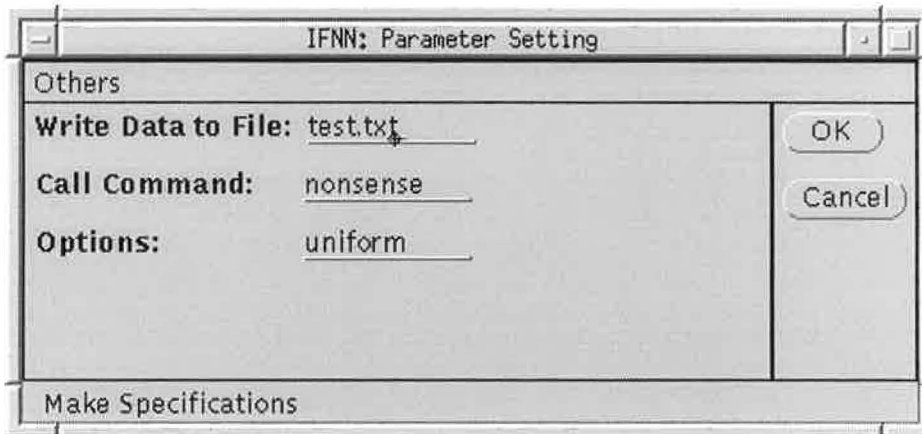 IFNN: Parameter Setting
Others
Write Data to File: test.txt
OK
Call Command: nonsense
Cancel
Options: uniform
Make Specifications